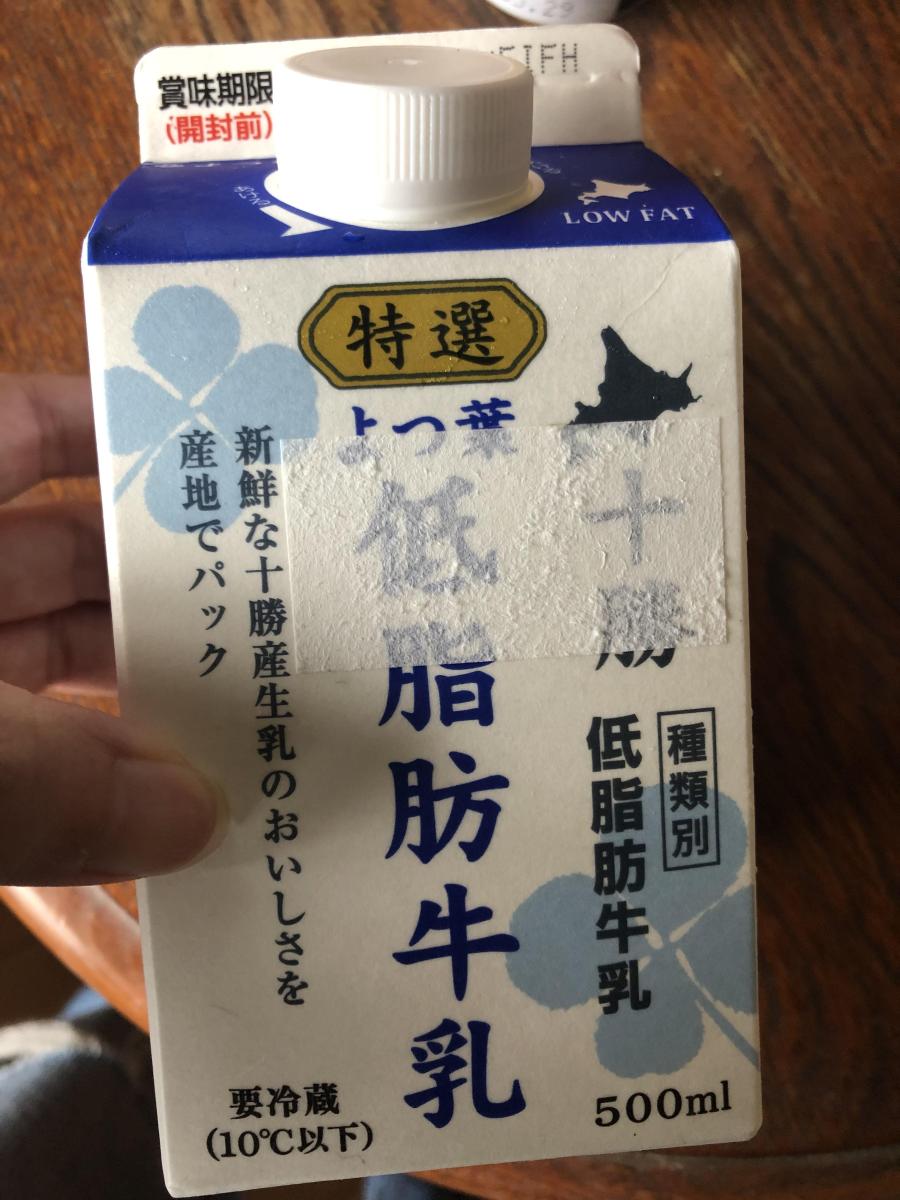 賞味期限
(開封前)
LOW FAT
特選
よつ葉
低脂肪牛乳
十勝
種類別
低脂肪牛乳
新鮮な十勝産生乳のおいしさを
産地でパック
要冷蔵
(10℃以下)
500ml